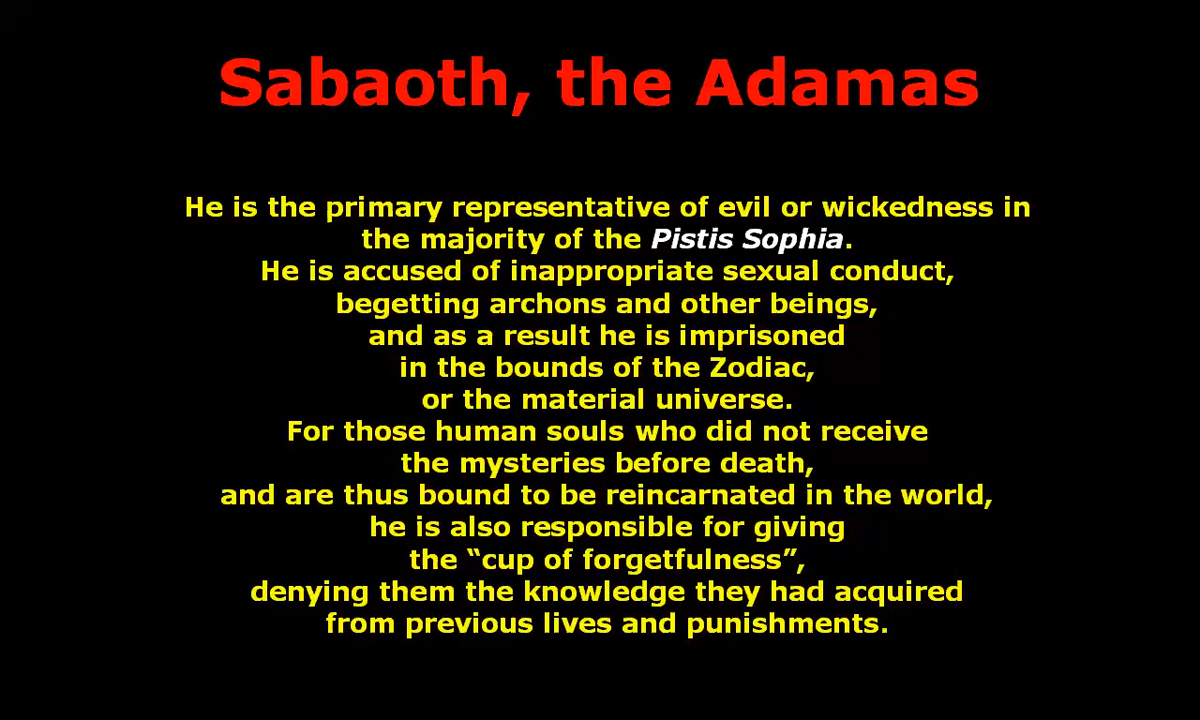 Sabaoth, the Adamas
He is the primary representative of evil or wickedness in
the majority of the Pistis Sophia.
He is accused of inappropriate sexual conduct,
begetting archons and other beings,
and as a result he is imprisoned
in the bounds of the Zodiac,
or the material universe.
For those human souls who did not receive
the mysteries before death,
and are thus bound to be reincarnated in the world,
he is also responsible for giving
the “cup of forgetfulness”,
denying them the knowledge they had acquired
from previous lives and punishments.